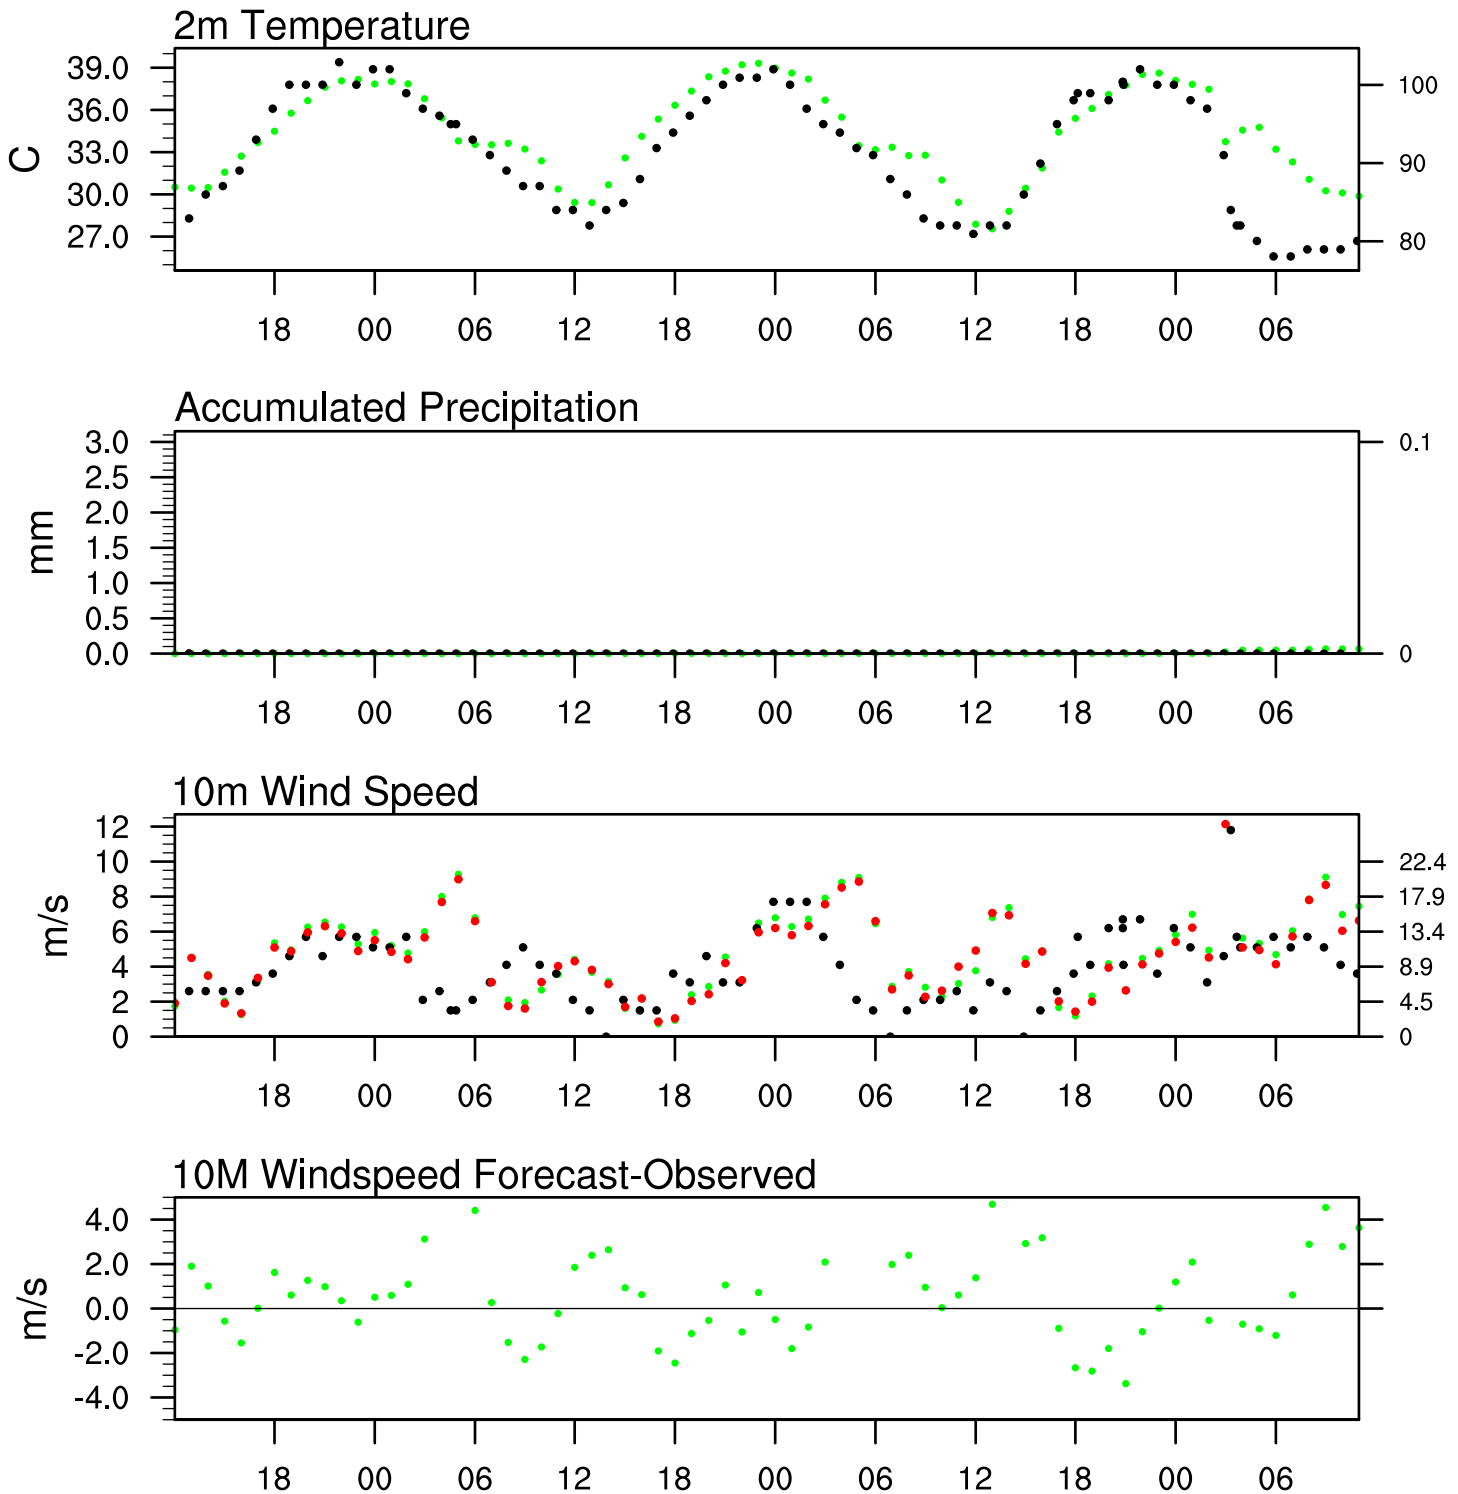 2m Temperature
39.0
36.0
33.0
30.0
27.0
C
100
90
80
18 00 06 12 18 00 06 12 18 00 06
Accumulated Precipitation
3.0
2.5
2.0
1.5
1.0
0.5
0.0
mm
0.1
0
18 00 06 12 18 00 06 12 18 00 06
10m Wind Speed
12
10
8
6
4
2
0
m/s
22.4
17.9
13.4
8.9
4.5
0
18 00 06 12 18 00 06 12 18 00 06
10M Windspeed Forecast-Observed
4.0
2.0
0.0
-2.0
-4.0
m/s
18 00 06 12 18 00 06 12 18 00 06